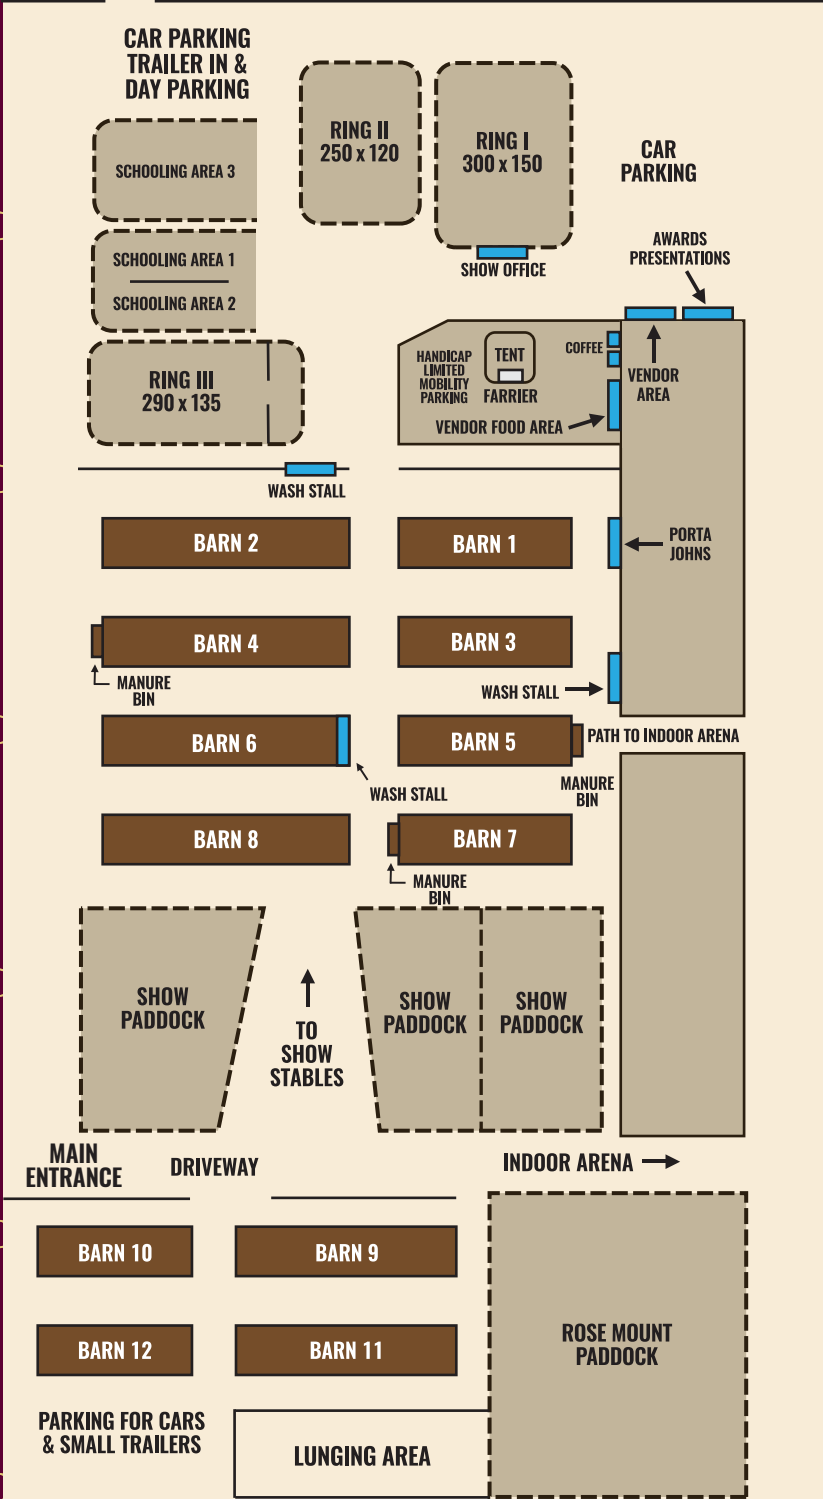 CAR PARKING
TRAILER IN &
DAY PARKING
RING II
250 x 120
RING I
300 x 150
CAR
PARKING
SCHOOLING AREA 3
SCHOOLING AREA 1
SCHOOLING AREA 2
SHOW OFFICE
AWARDS
PRESENTATIONS
RING III
290 x 135
HANDICAP
LIMITED
MOBILITY
PARKING
TENT
FARRIER
COFFEE
VENDOR
AREA
VENDOR FOOD AREA
WASH STALL
BARN 2
BARN 1
PORTA
JOHNS
BARN 4
BARN 3
MANURE
BIN
WASH STALL
BARN 6
BARN 5
PATH TO INDOOR ARENA
WASH STALL
MANURE
BIN
BARN 8
BARN 7
MANURE
BIN
SHOW
PADDOCK
TO
SHOW
STABLES
SHOW
PADDOCK
SHOW
PADDOCK
MAIN
ENTRANCE
DRIVEWAY
INDOOR ARENA
BARN 10
BARN 9
BARN 12
BARN 11
ROSE MOUNT
PADDOCK
PARKING FOR CARS
& SMALL TRAILERS
LUNGING AREA